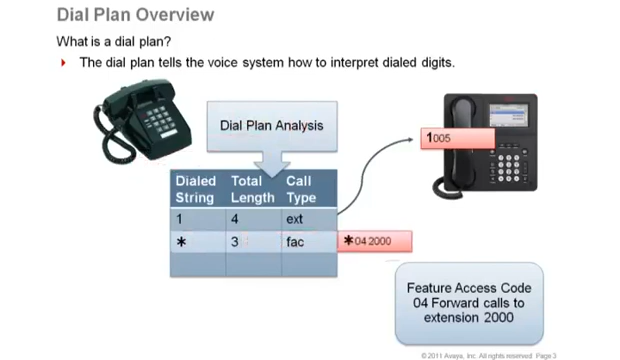 Dial Plan Overview
What is a dial plan?
The dial plan tells the voice system how to interpret dialed digits.
Dial Plan Analysis
Dialed String Total Length Call Type
1 4 ext
* 3 fac
1005
*04 2000
Feature Access Code
04 Forward calls to
extension 2000
© 2011 Avaya, Inc. All rights reserved. Page 3